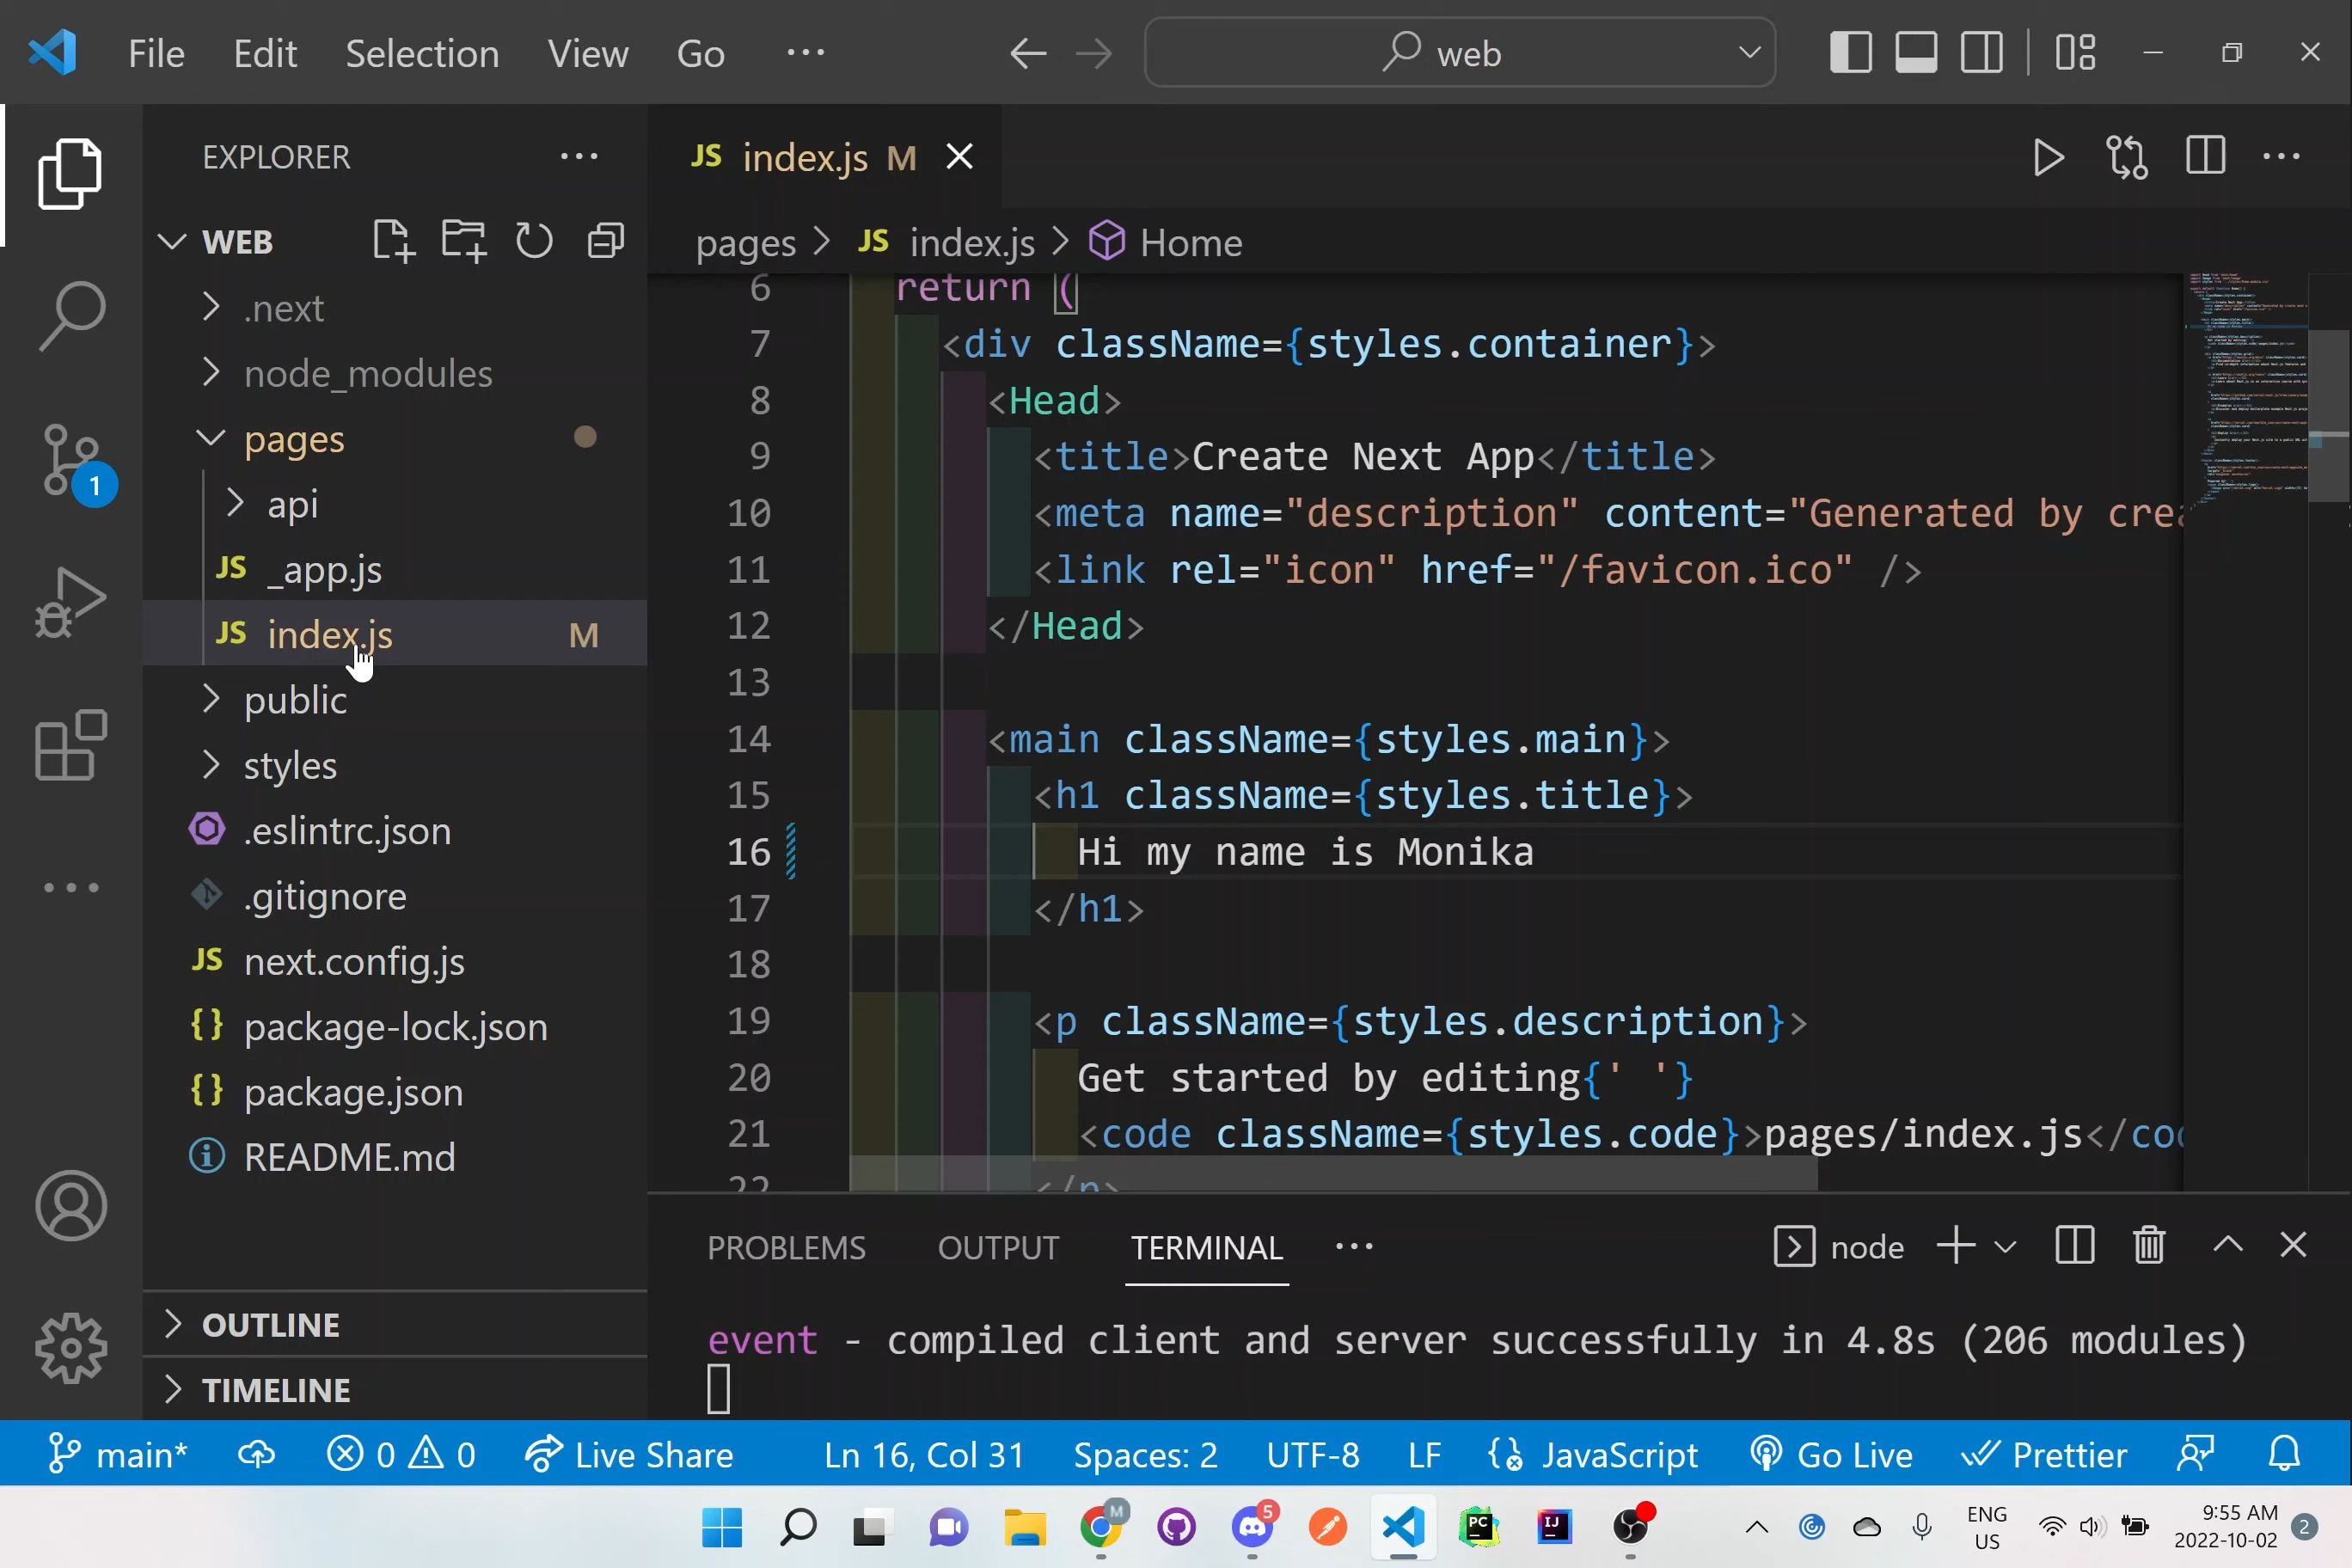 File Edit Selection View Go ··· web
EXPLORER
WEB
.next
node_modules
pages
api
JS _app.js
JS index.js M
public
styles
.eslintrc.json
.gitignore
JS next.config.js
{ } package-lock.json
{ } package.json
README.md
OUTLINE
TIMELINE
1
JS index.js M
pages > JS index.js > Home
6 return (
7 <div className={styles.container}>
8 <Head>
9 <title>Create Next App</title>
10 <meta name="description" content="Generated by crea
11 <link rel="icon" href="/favicon.ico" />
12 </Head>
13
14 <main className={styles.main}>
15 <h1 className={styles.title}>
16 Hi my name is Monika
17 </h1>
18
19 <p className={styles.description}>
20 Get started by editing{' '}
21 <code className={styles.code}>pages/index.js</cod
22 </p>
PROBLEMS OUTPUT TERMINAL ··· node
event - compiled client and server successfully in 4.8s (206 modules)
main* 0 0 Live Share Ln 16, Col 31 Spaces: 2 UTF-8 LF JavaScript Go Live Prettier
M 5 PC IJ
ENG
US
9:55 AM
2022-10-02
2